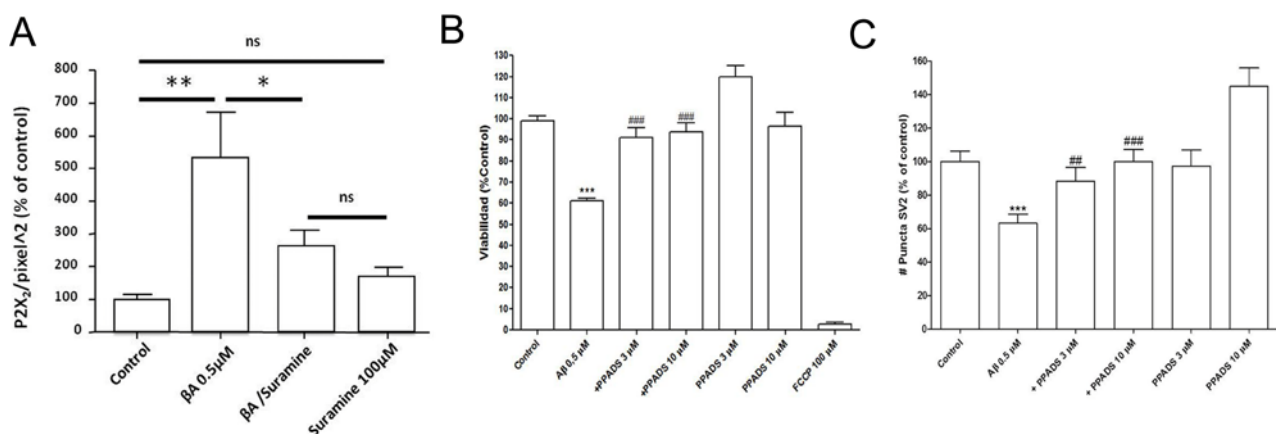 A
P2X₂/pixel^2 (% of control)
800
700
600
500
400
300
200
100
0
ns
**
*
ns
Control
βA 0.5µM
βA /Suramine
Suramine 100µM
B
Viabilidad (%Control)
130
120
110
100
90
80
70
60
50
40
30
20
10
0
***
###
###
Control
Aβ 0.5 µM
+PPADS 3 µM
+PPADS 10 µM
PPADS 3 µM
PPADS 10 µM
FCCP 100 µM
C
# Puncta SV2 (% of control)
160
140
120
100
80
60
40
20
0
***
##
###
Control
Aβ 0.5 µM
+ PPADS 3 µM
+ PPADS 10 µM
PPADS 3 µM
PPADS 10 µM